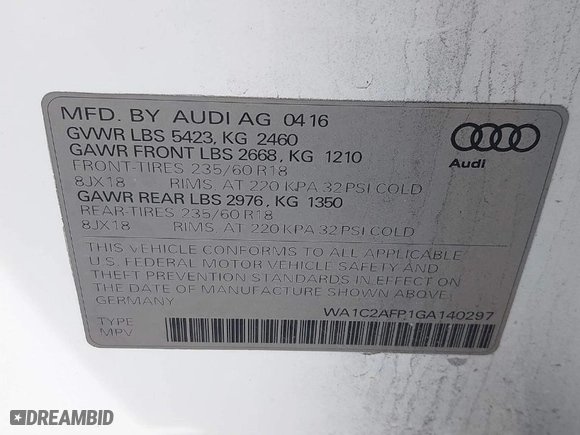 MFD. BY AUDI AG 04 16
GVWR LBS 5423, KG 2460
GAWR FRONT LBS 2668, KG 1210
FRONT-TIRES 235/60 R18
8JX18 RIMS, AT 220 KPA 32 PSI COLD
GAWR REAR LBS 2976, KG 1350
REAR-TIRES 235/60 R18
8JX18 RIMS, AT 220 KPA 32 PSI COLD
THIS VEHICLE CONFORMS TO ALL APPLICABLE
U.S. FEDERAL MOTOR VEHICLE SAFETY AND
THEFT PREVENTION STANDARDS IN EFFECT ON
THE DATE OF MANUFACTURE SHOWN ABOVE.
GERMANY
WA1C2AFP1GA140297
TYPE
MPV
Audi
DREAMBID